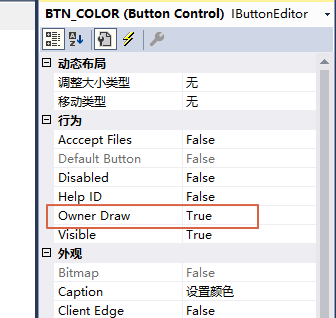 BTN_COLOR (Button Control) IButtonEditor
动态布局
调整大小类型 无
移动类型 无
行为
Acccept Files False
Default Button False
Disabled False
Help ID False
Owner Draw True
Visible True
外观
Bitmap False
Caption 设置颜色
Client Edge False